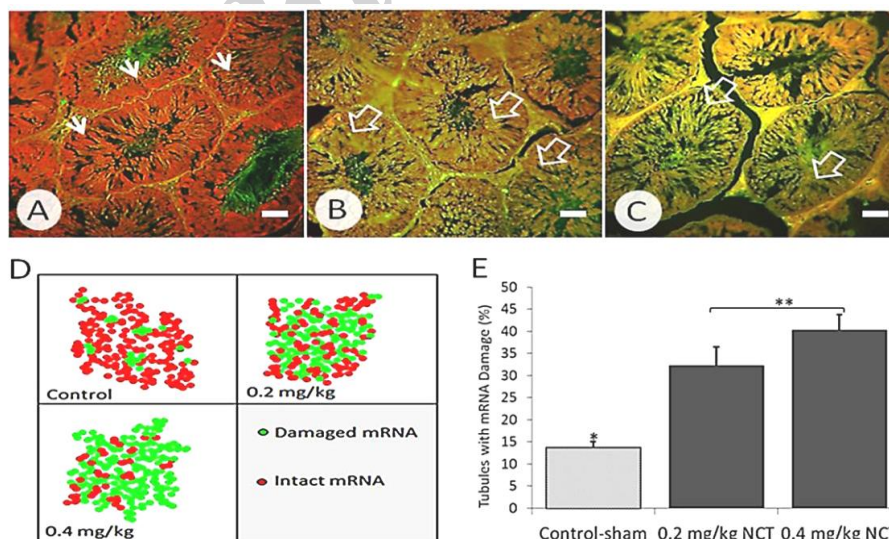 A
B
C
D
Control
0.2 mg/kg
0.4 mg/kg
Damaged mRNA
Intact mRNA
E
Tubules with mRNA Damage (%)
50
45
40
35
30
25
20
15
10
5
0
*
**
Control-sham 0.2 mg/kg NCT 0.4 mg/kg NC